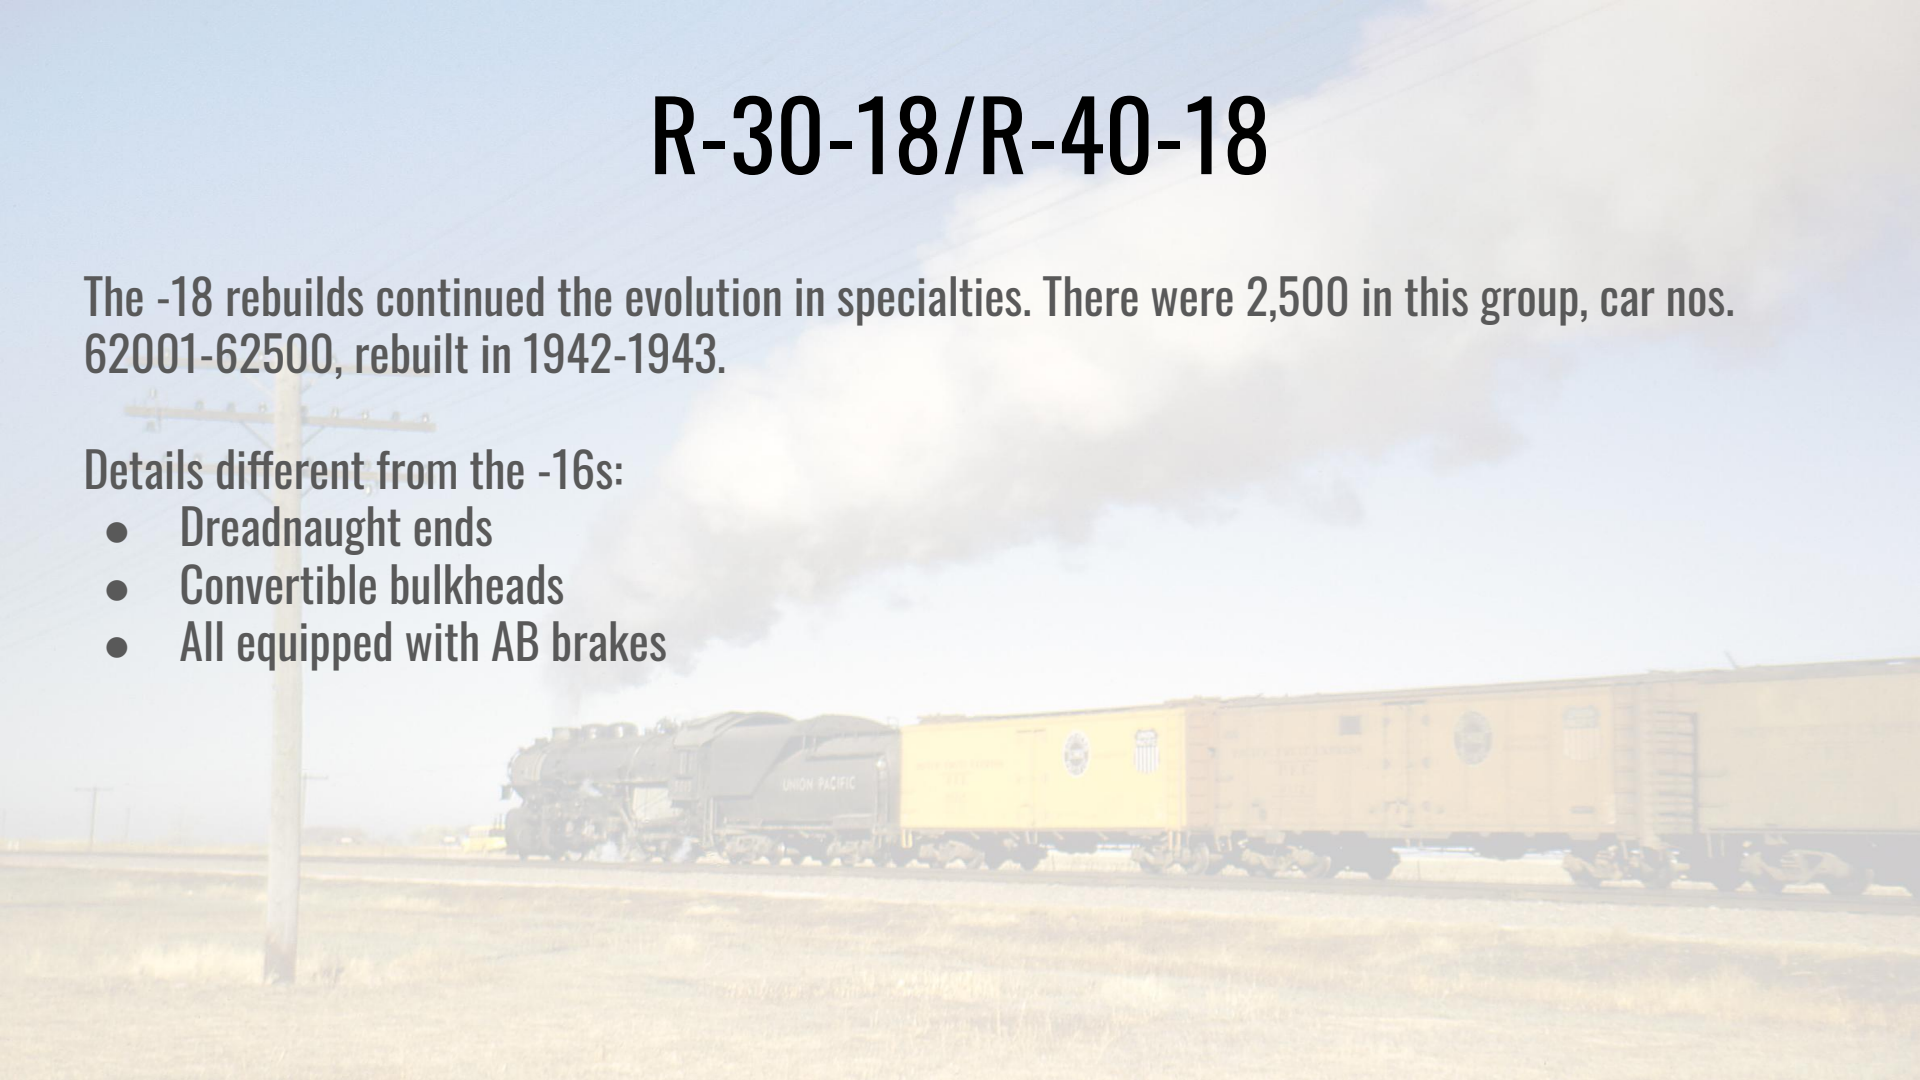 R-30-18/R-40-18
The -18 rebuilds continued the evolution in specialties. There were 2,500 in this group, car nos.
62001-62500, rebuilt in 1942-1943.
Details different from the -16s:
● Dreadnaught ends
● Convertible bulkheads
● All equipped with AB brakes
UNION PACIFIC